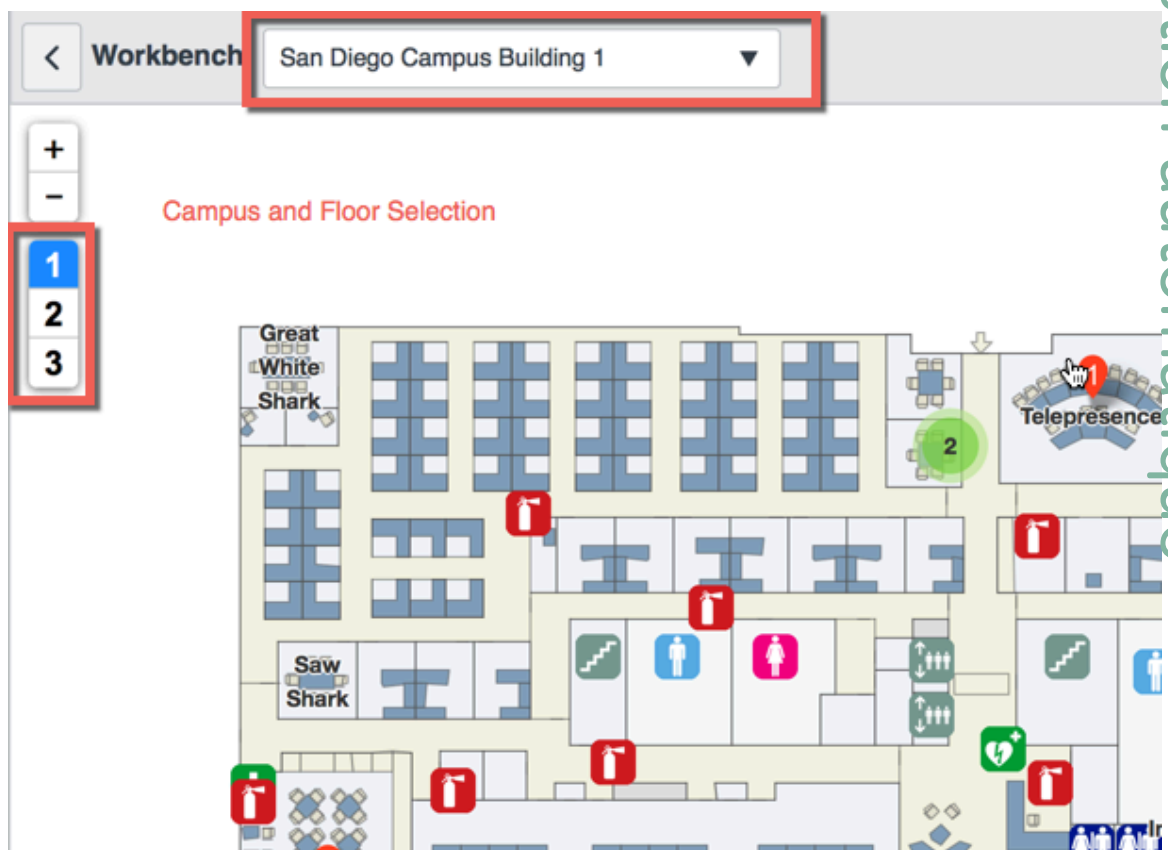 Workbench
San Diego Campus Building 1
+
−
Campus and Floor Selection
1
2
3
Great
White
Shark
1
Telepresence
2
Saw
Shark